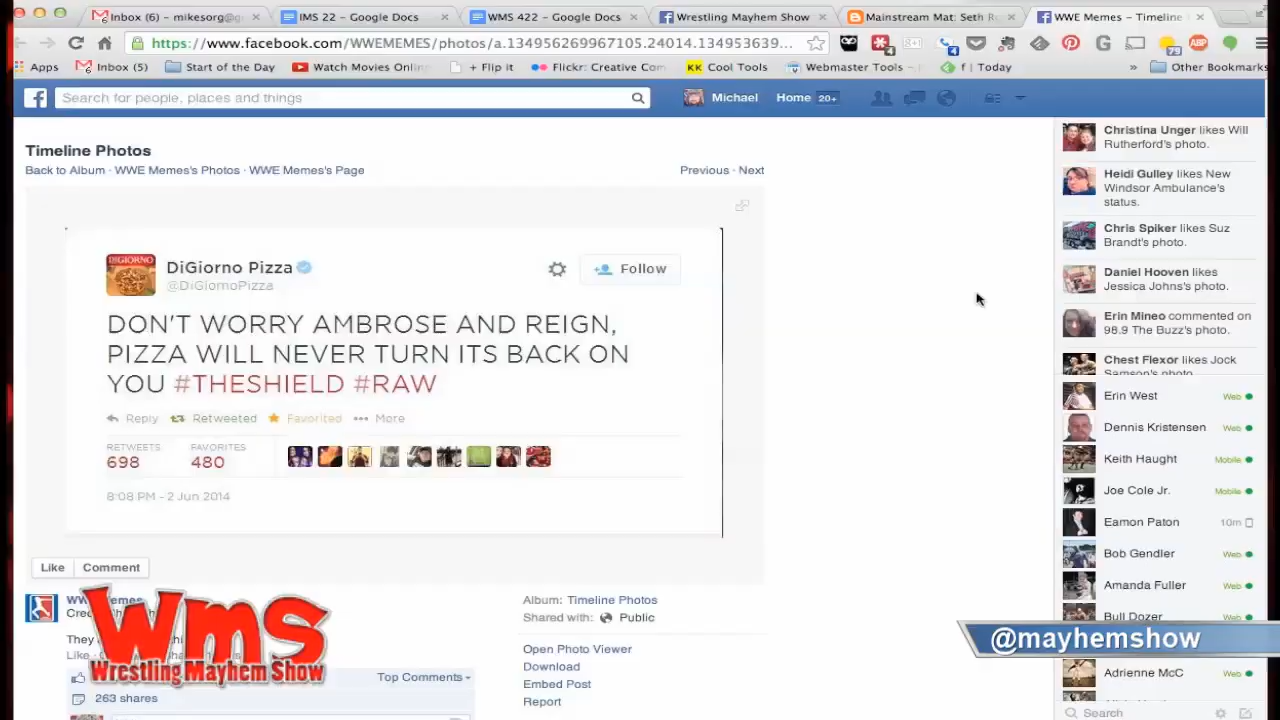 Inbox (6) – mikesorg@g
IMS 22 – Google Docs
WMS 422 – Google Docs
Wrestling Mayhem Show
Mainstream Mat: Seth R
WWE Memes – Timeline
https://www.facebook.com/WWEMEMES/photos/a.134956569967105.24014.134953639...
Apps
Inbox (5)
Start of the Day
Watch Movies Onlin
+ Flip it
Flickr: Creative Com
KK Cool Tools
Webmaster Tools –
f | Today
» Other Bookmarks
Search for people, places and things
Michael
Home 20+
Timeline Photos
Back to Album · WWE Memes's Photos · WWE Memes's Page
Previous · Next
DiGiorno Pizza
@DiGiornoPizza
Follow
DON'T WORRY AMBROSE AND REIGN,
PIZZA WILL NEVER TURN ITS BACK ON
YOU #THESHIELD #RAW
Reply Retweeted Favorited More
RETWEETS FAVORITES
698 480
8:08 PM - 2 Jun 2014
Like Comment
Album: Timeline Photos
Shared with: Public
Open Photo Viewer
Download
Embed Post
Report
Top Comments
263 shares
Wms
Wrestling Mayhem Show
Christina Unger likes Will
Rutherford's photo.
Heidi Gulley likes New
Windsor Ambulance's
status.
Chris Spiker likes Suz
Brandt's photo.
Daniel Hooven likes
Jessica Johns's photo.
Erin Mineo commented on
98.9 The Buzz's photo.
Chest Flexor likes Jock
Samson's photo.
Erin West Web
Dennis Kristensen Web
Keith Haught Mobile
Joe Cole Jr. Mobile
Eamon Paton 10m
Bob Gendler Web
Amanda Fuller Web
Bull Dozer Web
@mayhemshow
Adrienne McC Web
Search